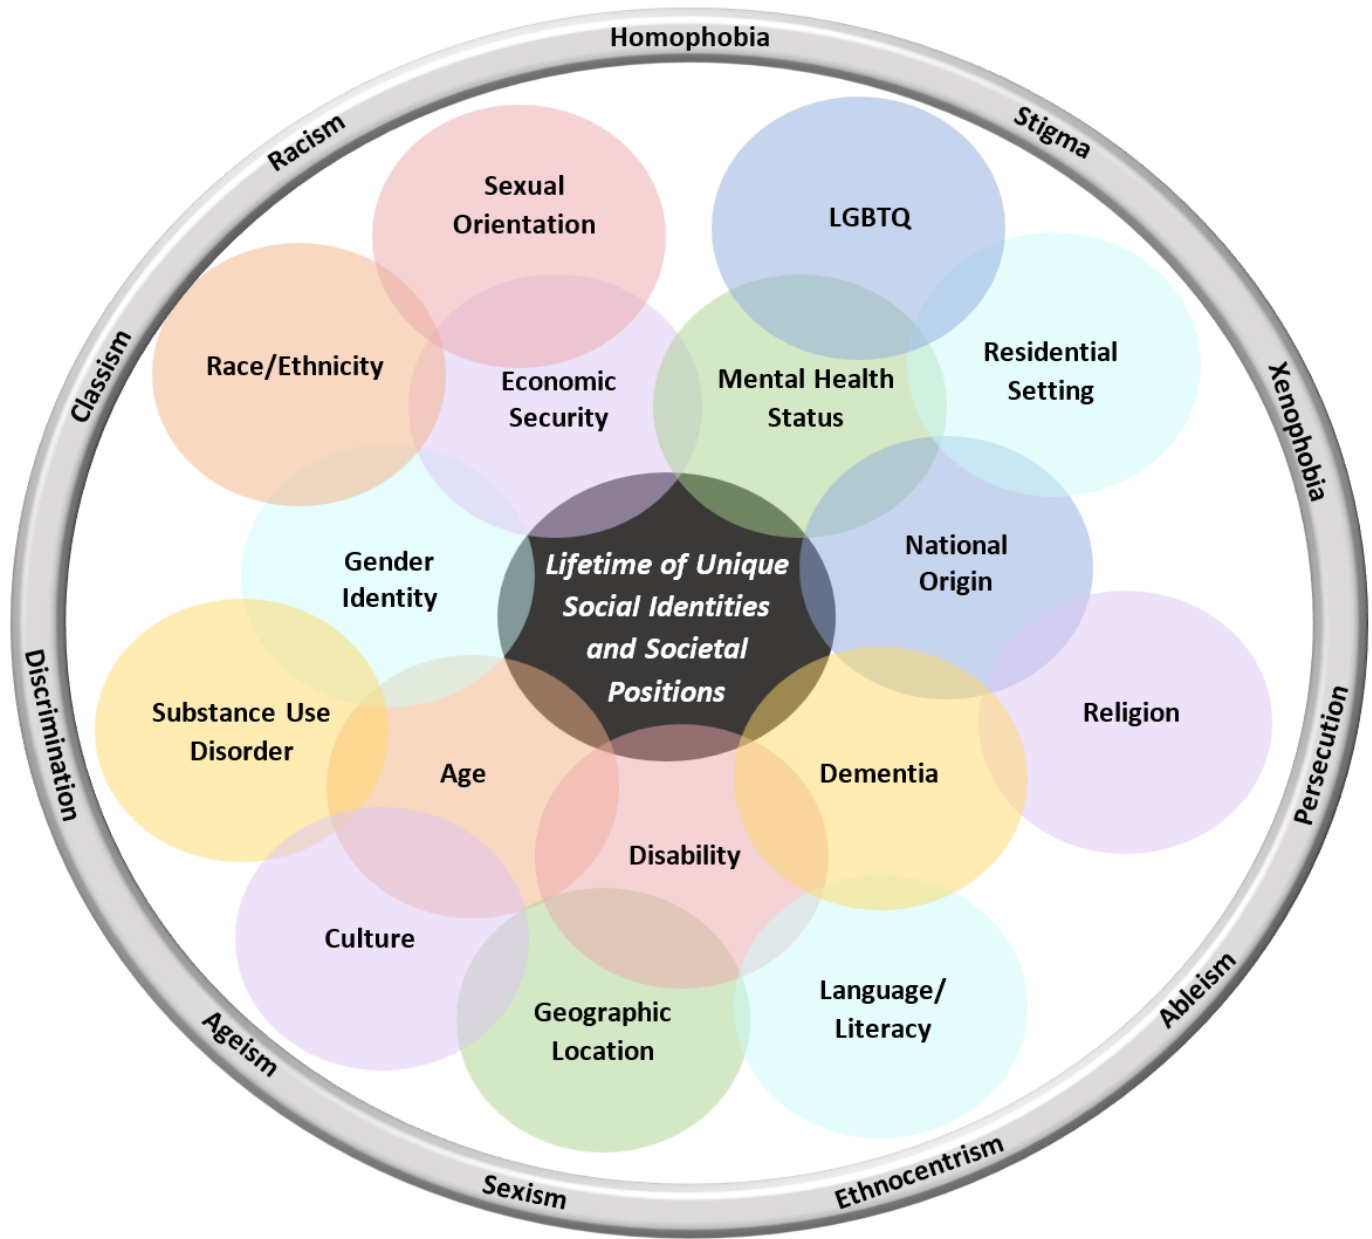 Homophobia
Stigma
Racism
Xenophobia
Classism
Persecution
Discrimination
Ableism
Ageism
Ethnocentrism
Sexism
Sexual
Orientation
LGBTQ
Race/Ethnicity
Economic
Security
Mental Health
Status
Residential
Setting
Gender
Identity
Lifetime of Unique
Social Identities
and Societal
Positions
National
Origin
Substance Use
Disorder
Age
Dementia
Religion
Disability
Culture
Geographic
Location
Language/
Literacy